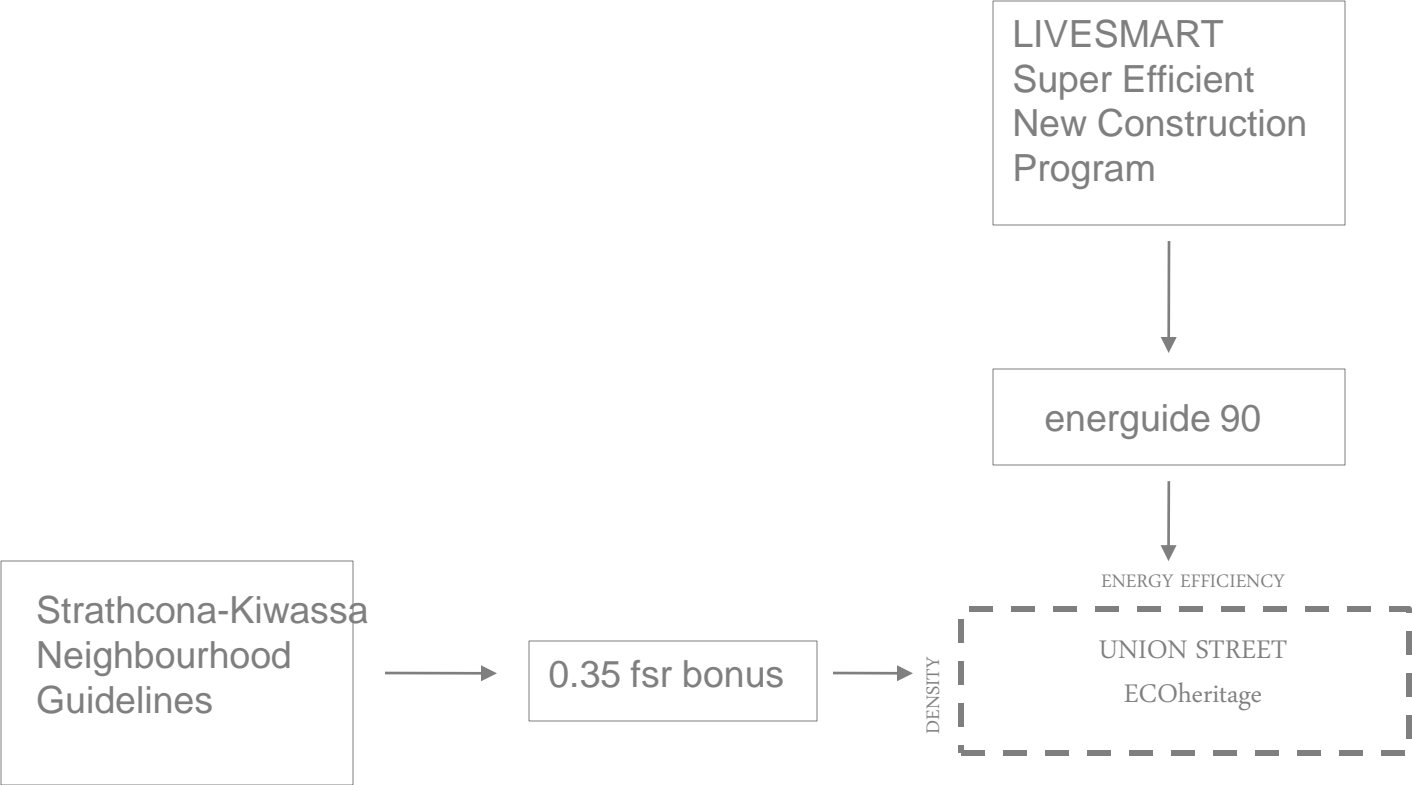 LIVESMART
Super Efficient
New Construction
Program
energuide 90
ENERGY EFFICIENCY
Strathcona-Kiwassa
Neighbourhood
Guidelines
0.35 fsr bonus
DENSITY
UNION STREET
ECOheritage